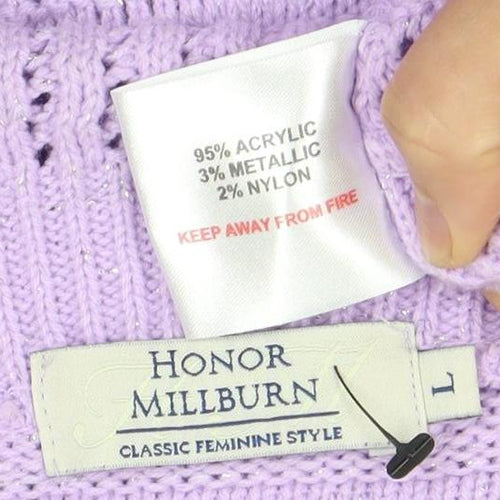 95% ACRYLIC
3% METALLIC
2% NYLON
KEEP AWAY FROM FIRE
HONOR
MILLBURN
CLASSIC FEMININE STYLE
L